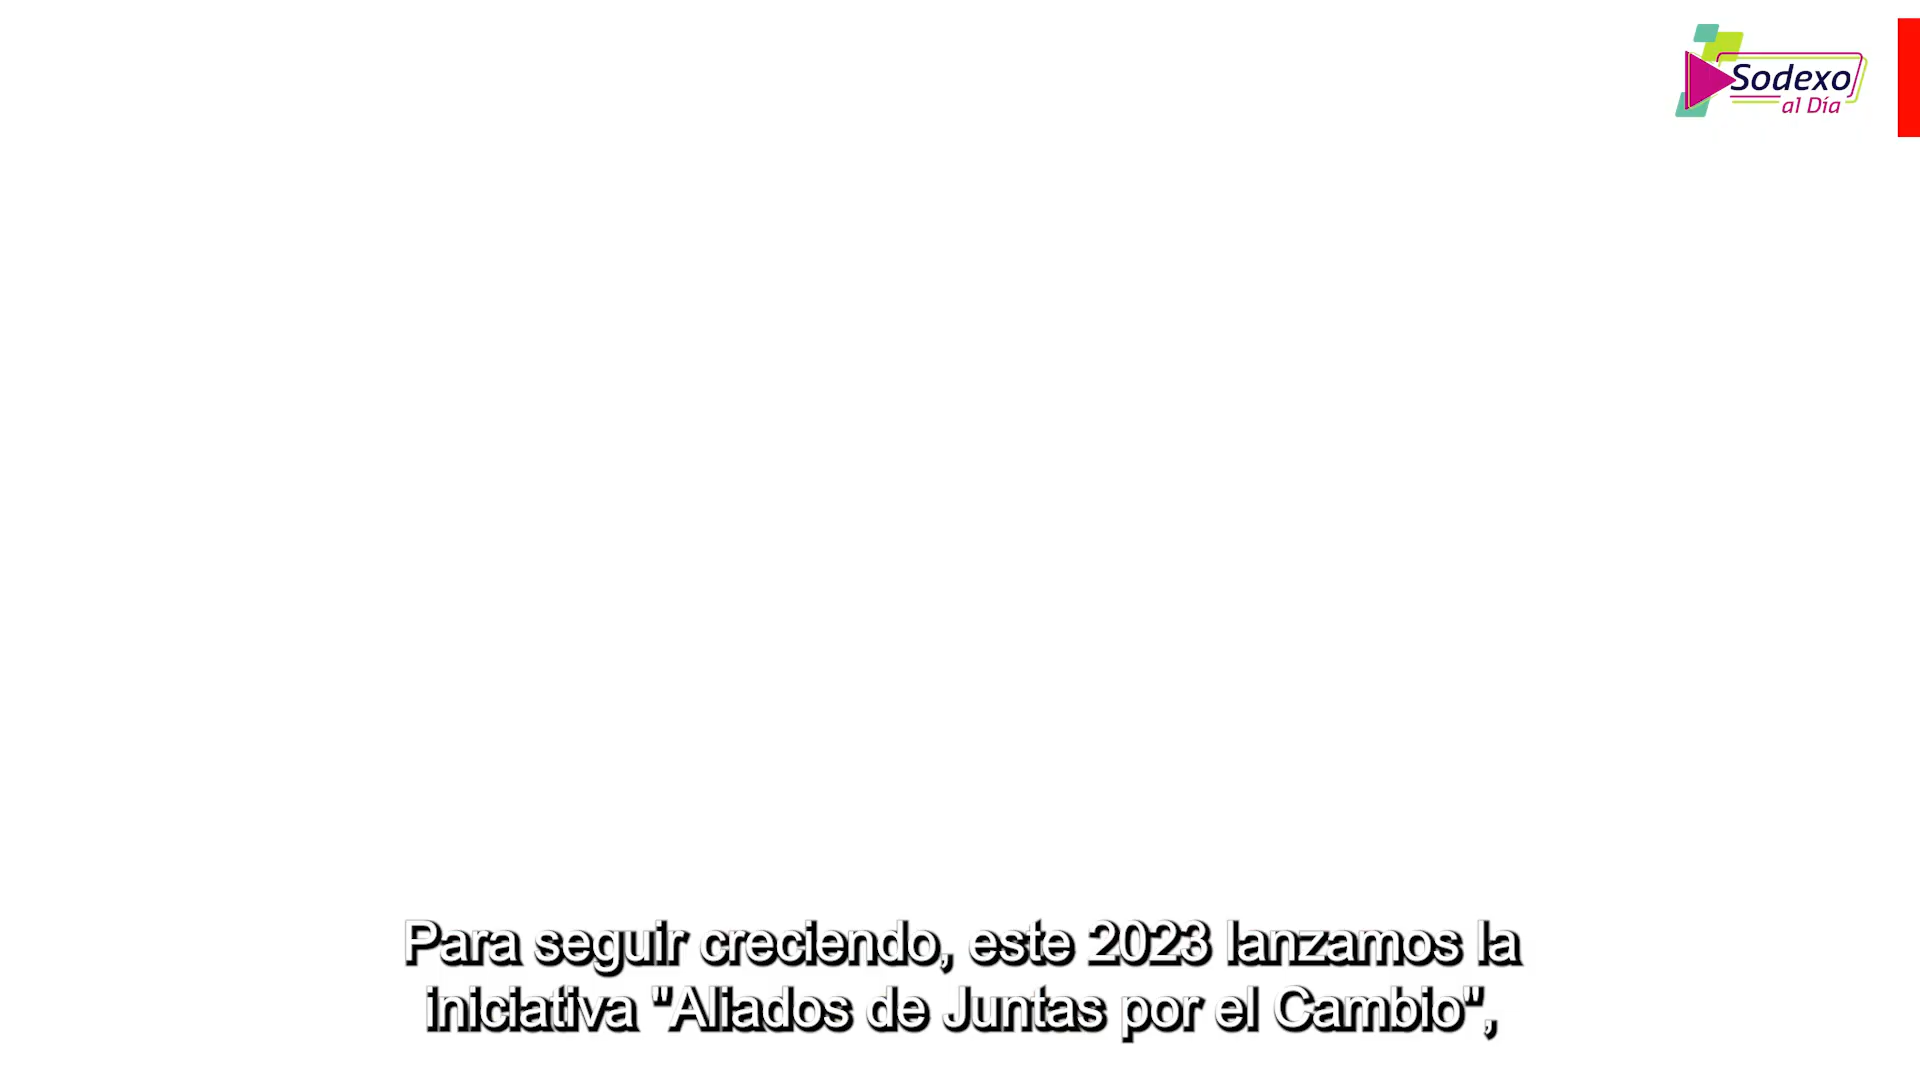 Sodexo
al Día
Para seguir creciendo, este 2023 lanzamos la
iniciativa "Aliados de Juntas por el Cambio",